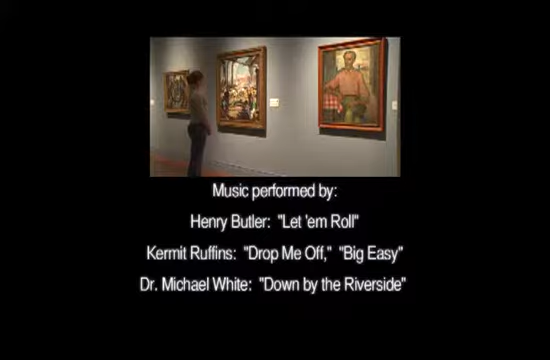 Music performed by:
Henry Butler: "Let 'em Roll"
Kermit Ruffins: "Drop Me Off," "Big Easy"
Dr. Michael White: "Down by the Riverside"